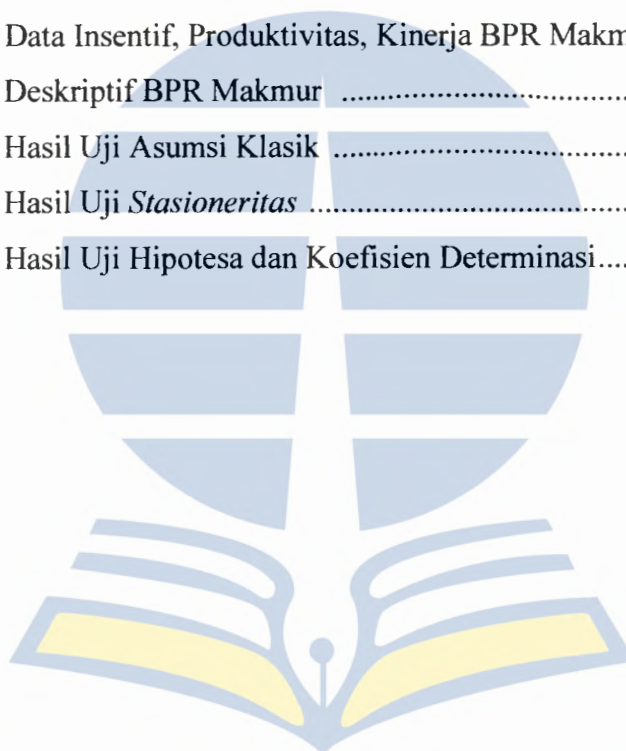 Data Insentif, Produktivitas, Kinerja BPR
Deskriptif BPR Makmur ................................
Hasil Uji Asumsi Klasik .................................
Hasil Uji Stasioneritas .....................................
Hasil Uji Hipotesa dan Koefisien Determinasi....